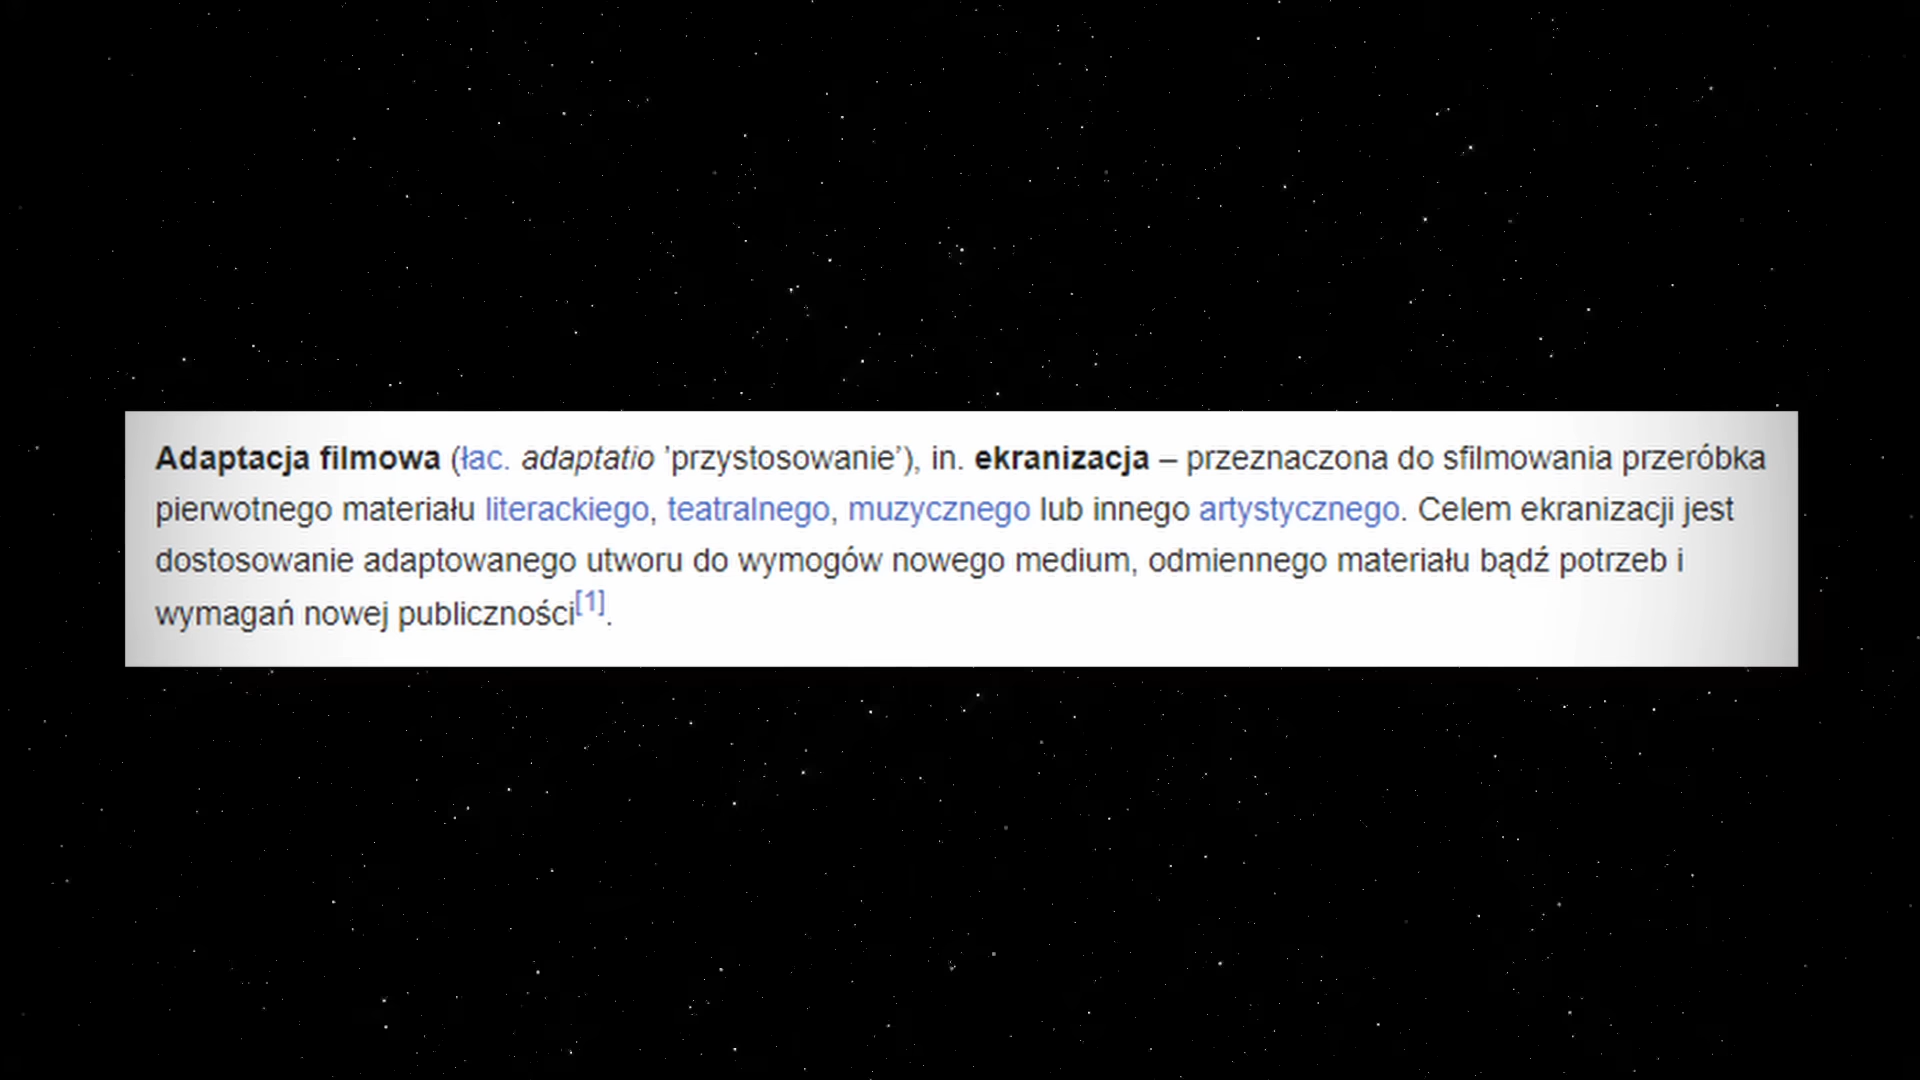 Adaptacja filmowa (łac. adaptatio ’przystosowanie’), in. ekranizacja – przeznaczona do sfilmowania przeróbka
pierwotnego materiału literackiego, teatralnego, muzycznego lub innego artystycznego. Celem ekranizacji jest
dostosowanie adaptowanego utworu do wymogów nowego medium, odmiennego materiału bądź potrzeb i
wymagań nowej publiczności[1].